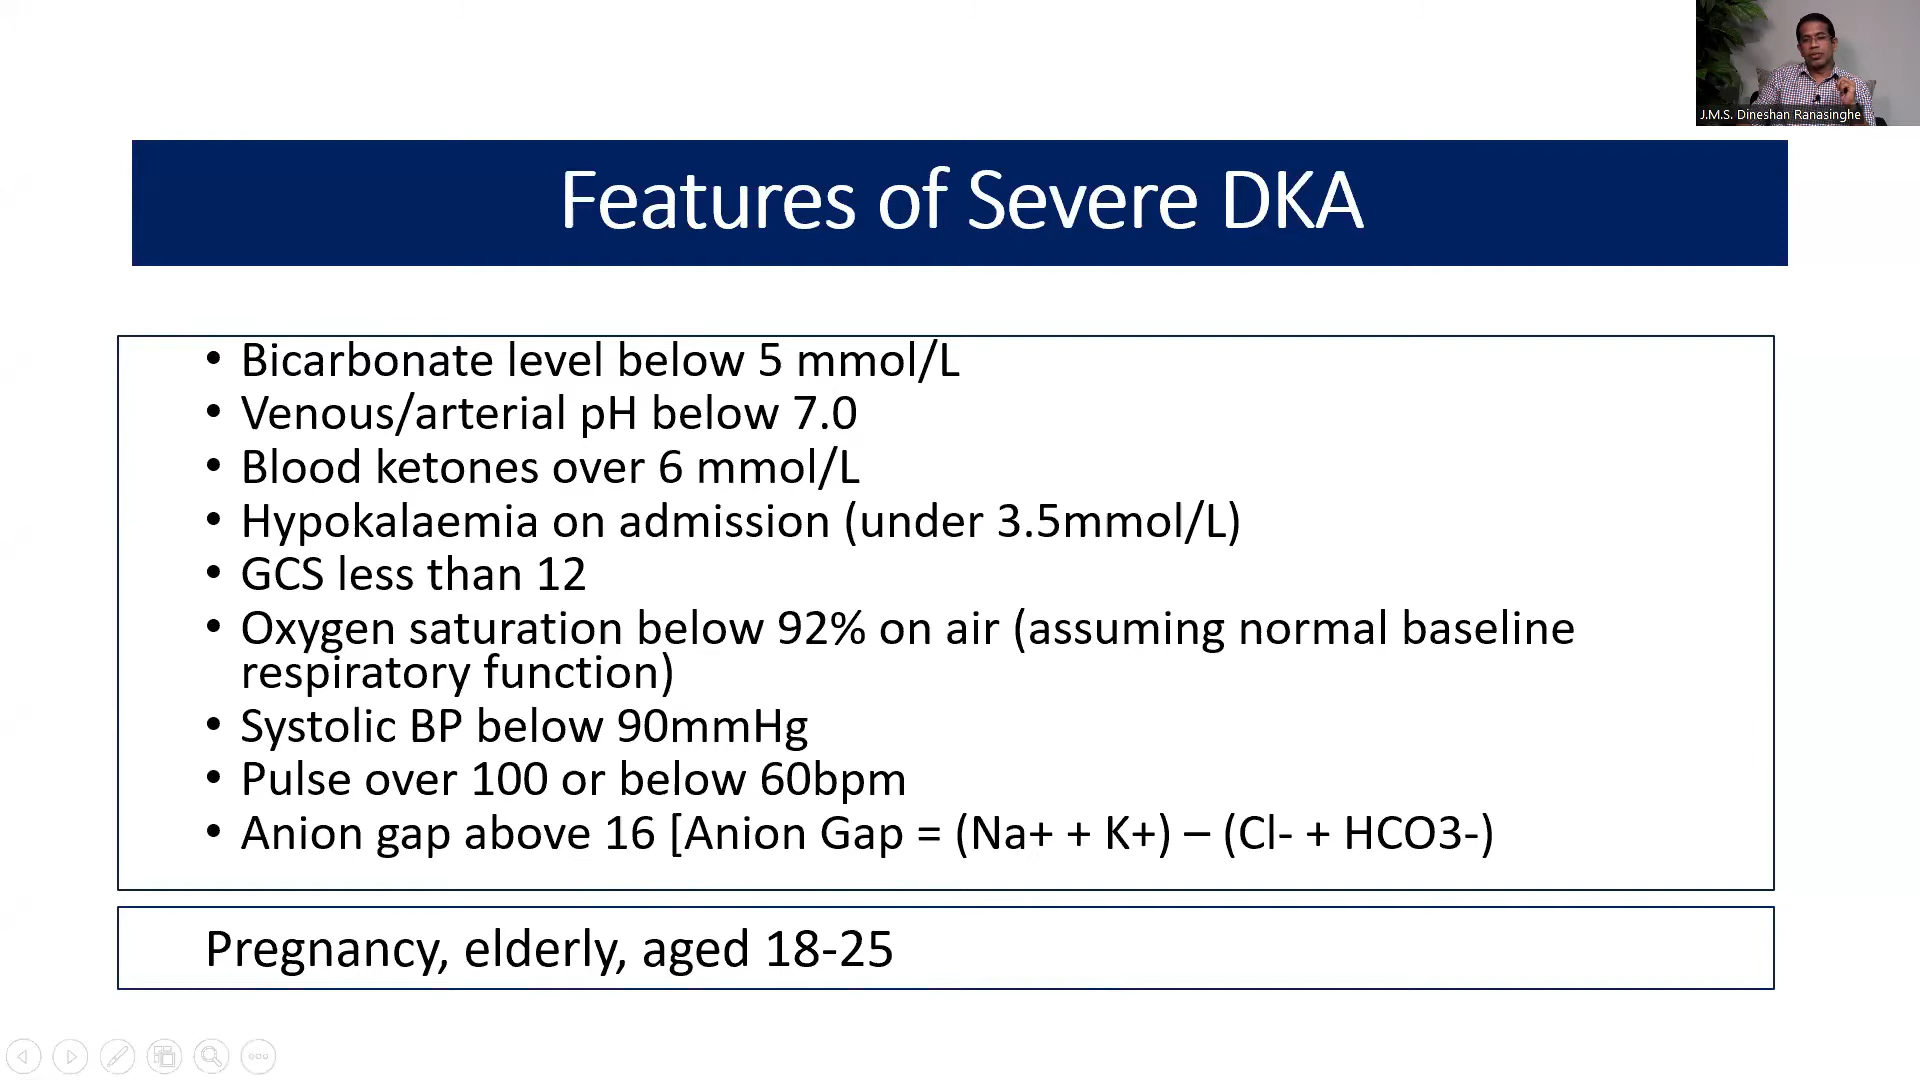 J.M.S. Dineshan Ranasinghe
Features of Severe DKA
• Bicarbonate level below 5 mmol/L
• Venous/arterial pH below 7.0
• Blood ketones over 6 mmol/L
• Hypokalaemia on admission (under 3.5mmol/L)
• GCS less than 12
• Oxygen saturation below 92% on air (assuming normal baseline
respiratory function)
• Systolic BP below 90mmHg
• Pulse over 100 or below 60bpm
• Anion gap above 16 [Anion Gap = (Na+ + K+) – (Cl- + HCO3-)
Pregnancy, elderly, aged 18-25